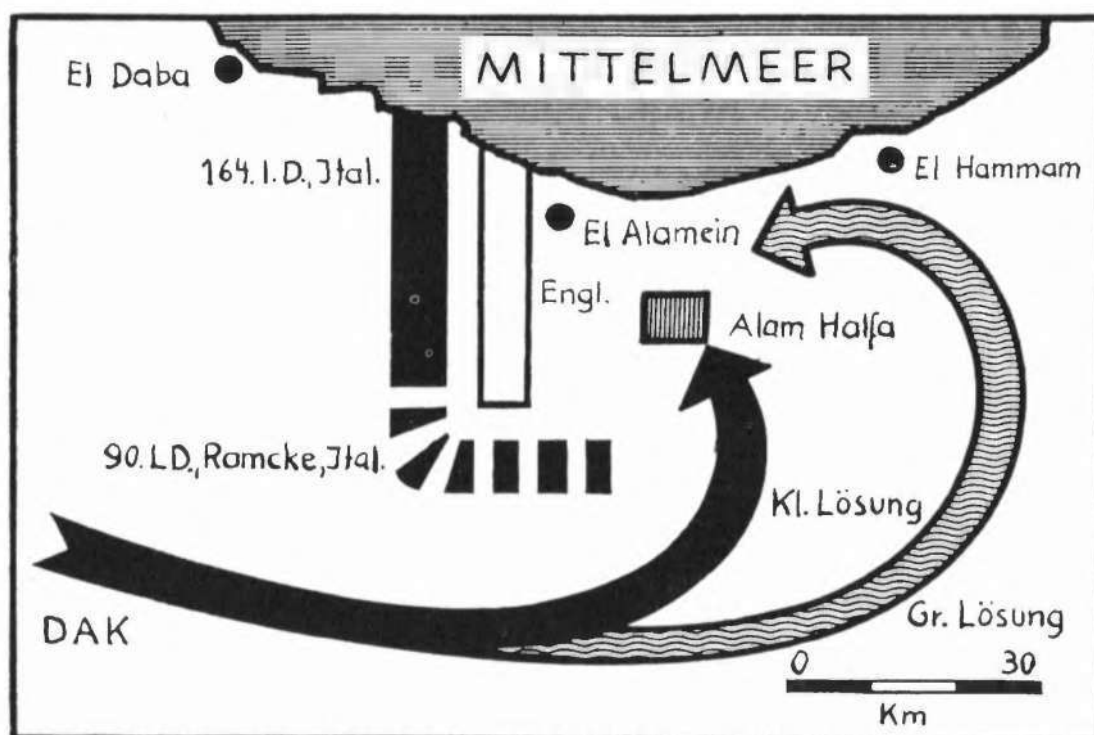 MITTELMEER
El Daba
El Hammam
164. I.D., Ital.
El Alamein
Engl.
Alam Halfa
90. L.D., Ramcke, Ital.
Kl. Lösung
DAK
Gr. Lösung
0 30
Km